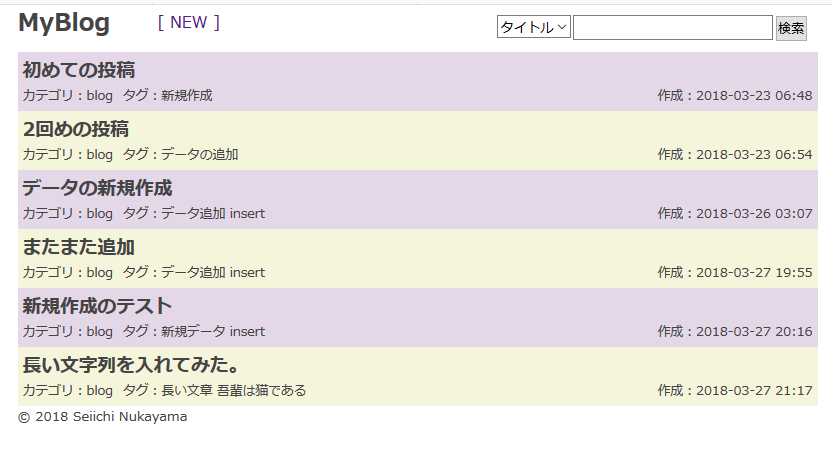 MyBlog [ NEW ] タイトル 検索
初めての投稿
カテゴリ：blog タグ：新規作成 作成：2018-03-23 06:48
2回めの投稿
カテゴリ：blog タグ：データの追加 作成：2018-03-23 06:54
データの新規作成
カテゴリ：blog タグ：データ追加 insert 作成：2018-03-26 03:07
またまた追加
カテゴリ：blog タグ：データ追加 insert 作成：2018-03-27 19:55
新規作成のテスト
カテゴリ：blog タグ：新規データ insert 作成：2018-03-27 20:16
長い文字列を入れてみた。
カテゴリ：blog タグ：長い文章 吾輩は猫である 作成：2018-03-27 21:17
© 2018 Seiichi Nukayama